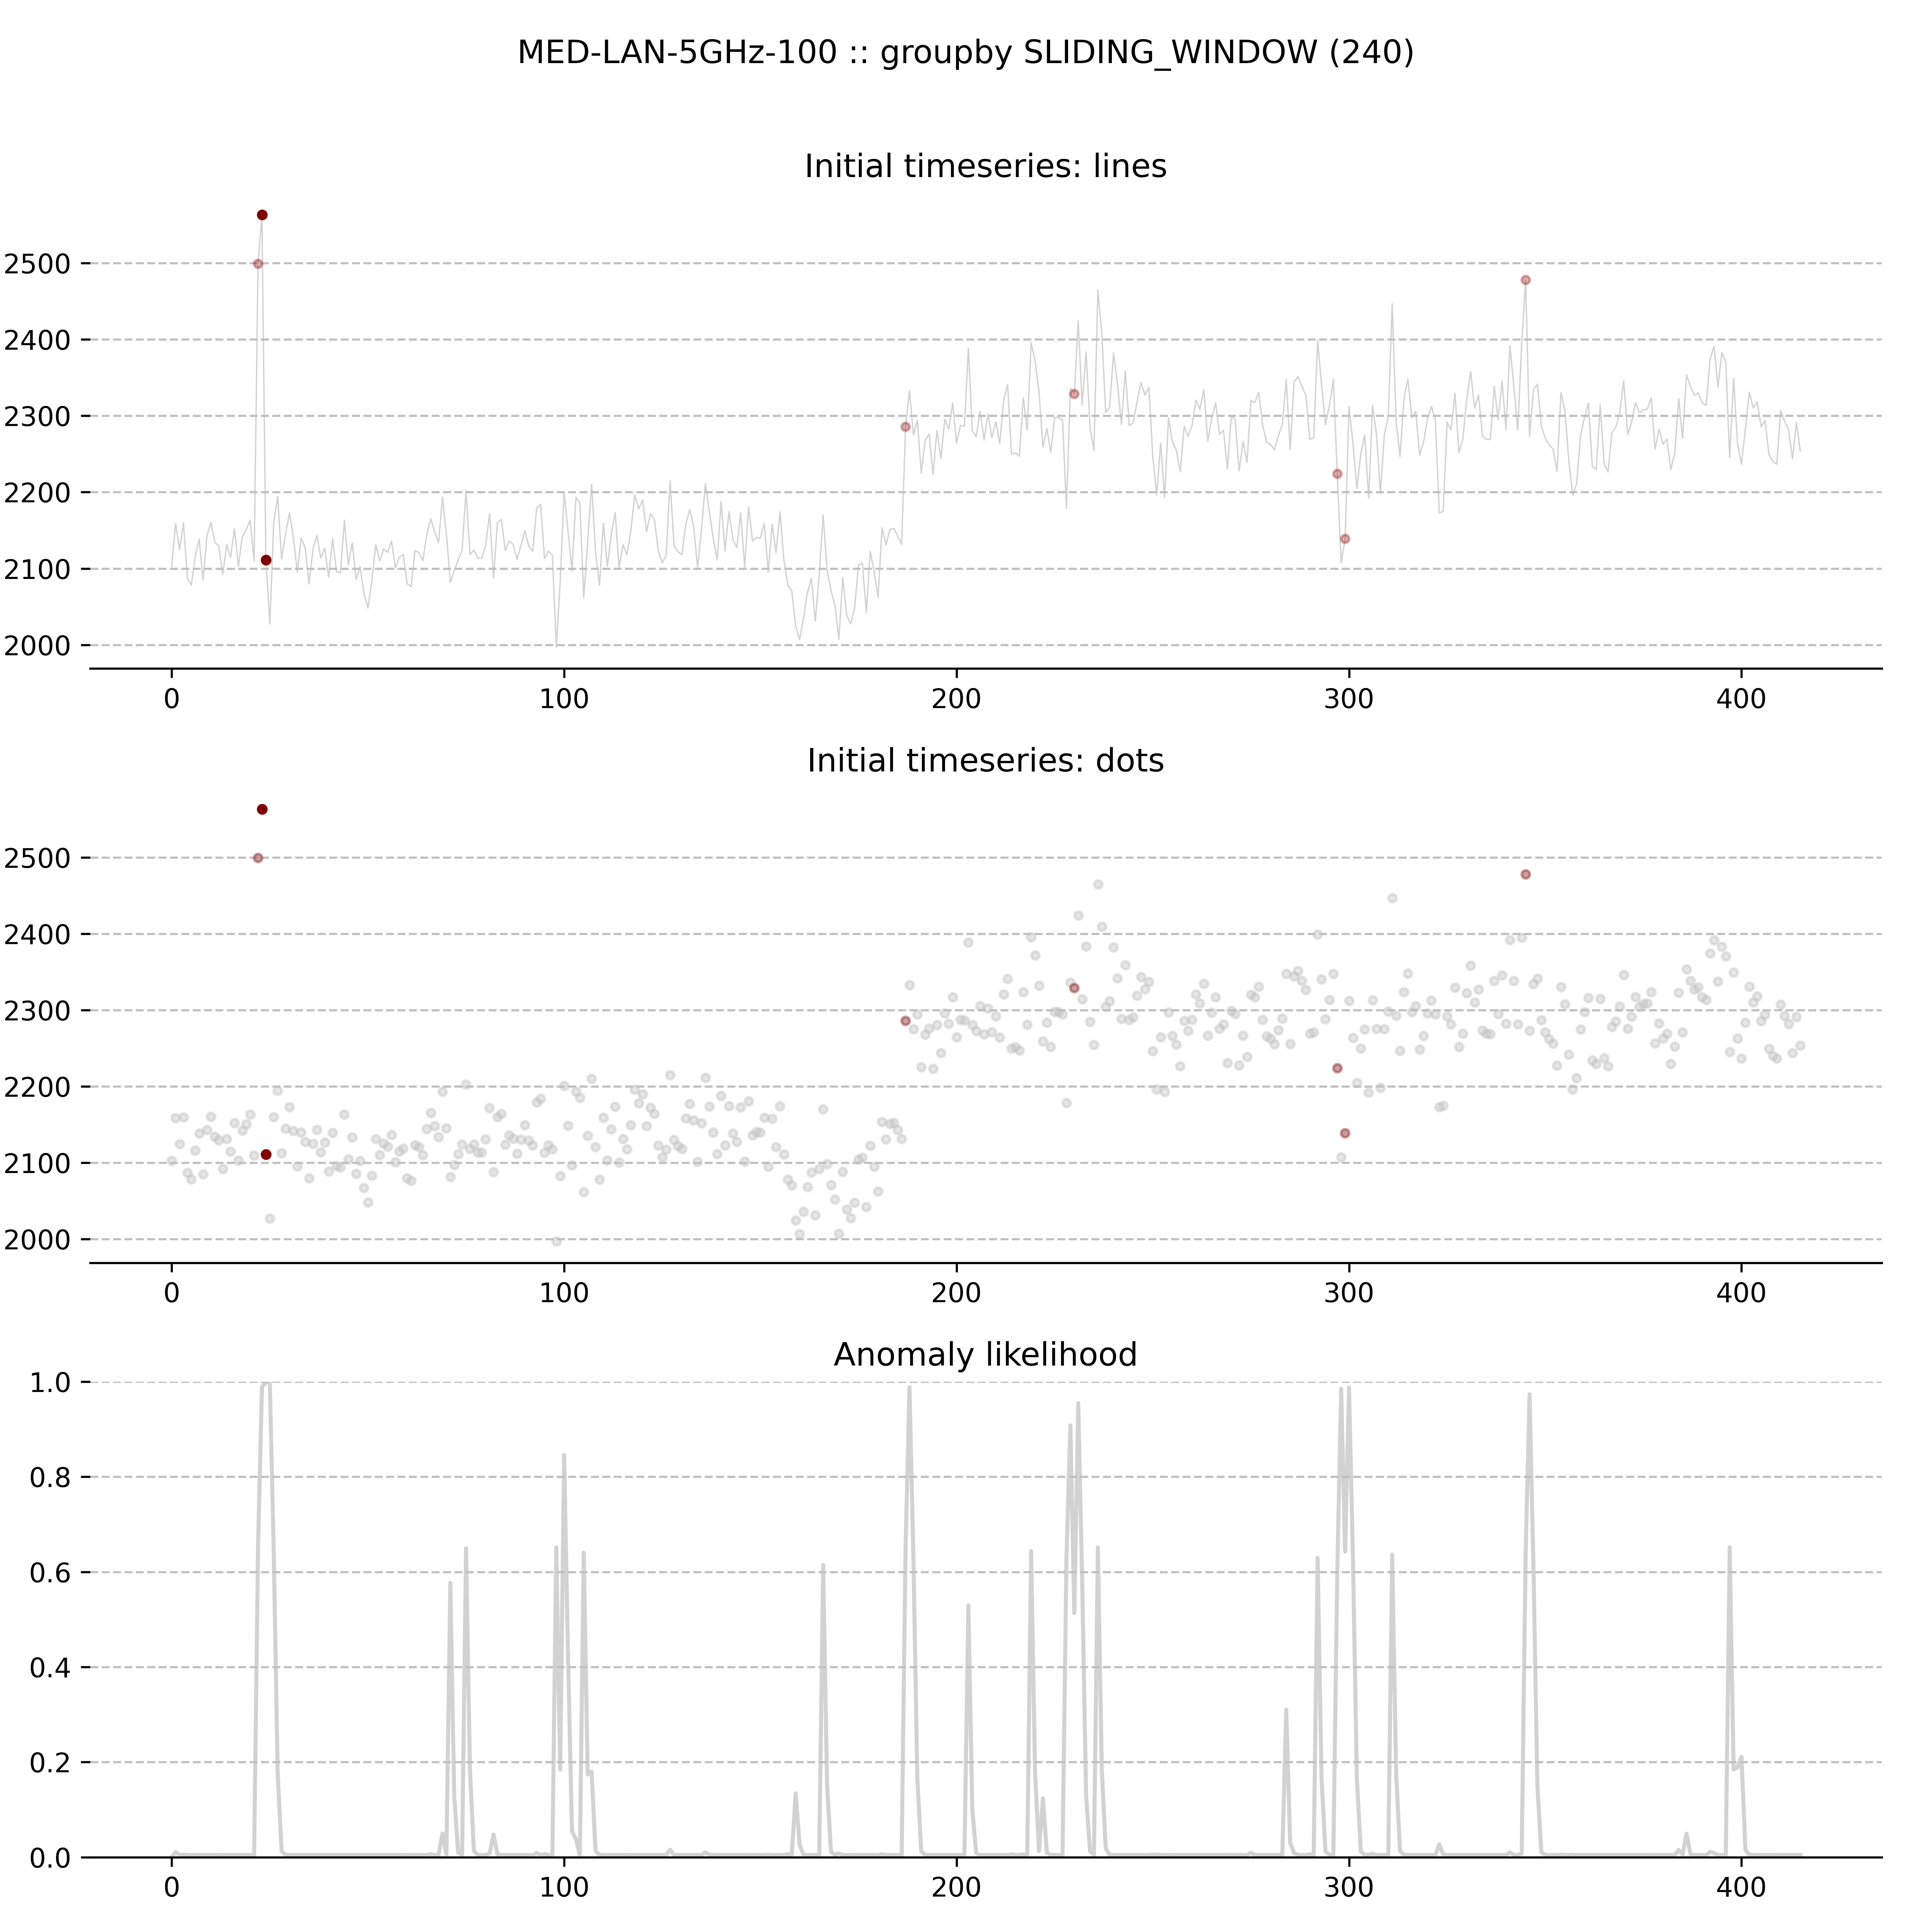 MED-LAN-5GHz-100 :: groupby SLIDING_WINDOW (240)
Initial timeseries: lines
2500
2400
2300
2200
2100
2000
0 100 200 300 400
Initial timeseries: dots
2500
2400
2300
2200
2100
2000
0 100 200 300 400
Anomaly likelihood
1.0
0.8
0.6
0.4
0.2
0.0
0 100 200 300 400